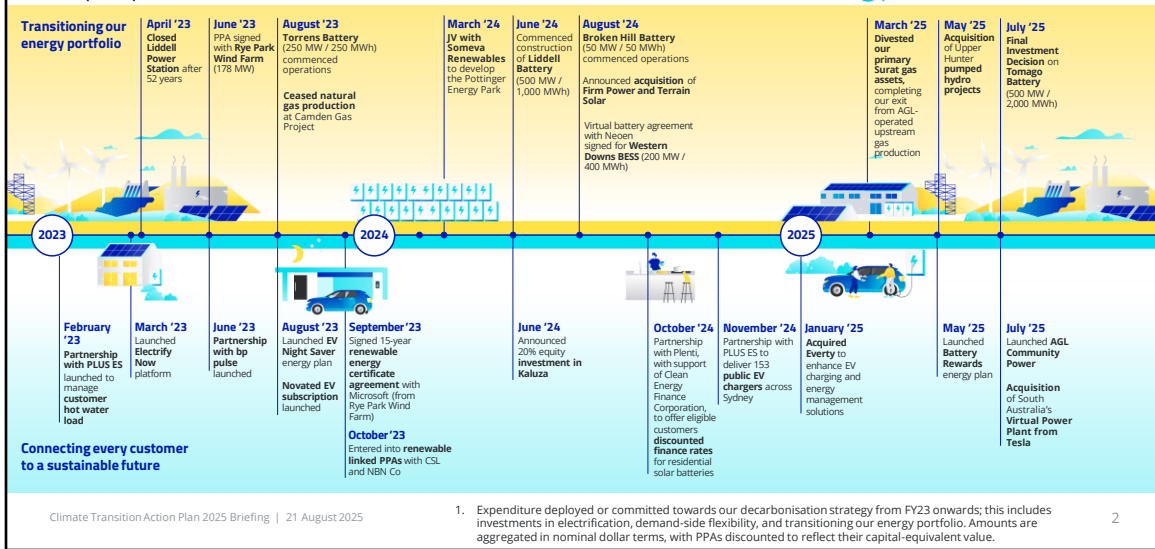 Transitioning our
energy portfolio
April ‘23
Closed
Liddell
Power
Station after
52 years
June ‘23
PPA signed
with Rye Park
Wind Farm
(178 MW)
August ‘23
Torrens Battery
(250 MW / 250 MWh)
commenced
operations
Ceased natural
gas production
at Camden Gas
Project
March ‘24
JV with
Someva
Renewables
to develop
the Pottinger
Energy Park
June ‘24
Commenced
construction
of Liddell
Battery
(500 MW /
1,000 MWh)
August ‘24
Broken Hill Battery
(50 MW / 50 MWh)
commenced operations
Announced acquisition of
Firm Power and Terrain
Solar
Virtual battery agreement
with Neoen
signed for Western
Downs BESS (200 MW /
400 MWh)
March ‘25
Divested
our
primary
Surat gas
assets,
completing
our exit
from AGL-
operated
upstream
gas
production
May ‘25
Acquisition
of Upper
Hunter
pumped
hydro
projects
July ‘25
Final
Investment
Decision on
Tomago
Battery
(500 MW /
2,000 MWh)
2023
2024
2025
February
‘23
Partnership
with PLUS ES
launched to
manage
customer
hot water
load
March ‘23
Launched
Electrify
Now
platform
June ‘23
Partnership
with bp
pulse
launched
August ‘23
Launched EV
Night Saver
energy plan
Novated EV
subscription
launched
September ‘23
Signed 15-year
renewable
energy
certificate
agreement with
Microsoft (from
Rye Park Wind
Farm)
October ‘23
Entered into renewable
linked PPAs with CSL
and NBN Co
June ‘24
Announced
20% equity
investment in
Kaluza
October ‘24
Partnership
with Plenti,
with support
of Clean
Energy
Finance
Corporation,
to offer eligible
customers
discounted
finance rates
for residential
solar batteries
November ‘24
Partnership with
PLUS ES to
deliver 153
public EV
chargers across
Sydney
January ‘25
Acquired
Everty to
enhance EV
charging and
energy
management
solutions
May ‘25
Launched
Battery
Rewards
energy plan
July ‘25
Launched AGL
Community
Power
Acquisition
of South
Australia’s
Virtual Power
Plant from
Tesla
Connecting every customer
to a sustainable future
Climate Transition Action Plan 2025 Briefing | 21 August 2025
1. Expenditure deployed or committed towards our decarbonisation strategy from FY23 onwards; this includes
investments in electrification, demand-side flexibility, and transitioning our energy portfolio. Amounts are
aggregated in nominal dollar terms, with PPAs discounted to reflect their capital-equivalent value.
2